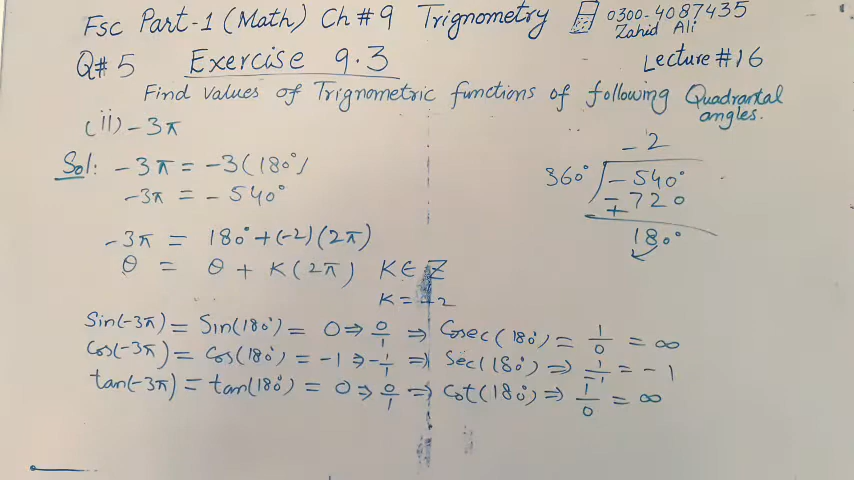 Fsc Part-1 (Math) Ch # 9 Trignometry 0300-4087435
Zahid Ali
Q# 5 Exercise 9.3 Lecture #16
Find values of Trignometric functions of following Quadrantal angles.
(ii) -3π
Sol: -3π = -3(180°)
-3π = -540°
-2
360° -540°
-720
+
180°
-3π = 180° + (-2)(2π)
θ = θ + K(2π) K ∈ Z
K = -2
Sin(-3π) = Sin(180°) = 0 ⇒ 0/1 ⇒ Cosec(180°) = 1/0 = ∞
Cos(-3π) = Cos(180°) = -1 ⇒ -1/1 ⇒ Sec(180°) ⇒ 1/-1 = -1
tan(-3π) = tan(180°) = 0 ⇒ 0/1 ⇒ Cot(180°) ⇒ 1/0 = ∞